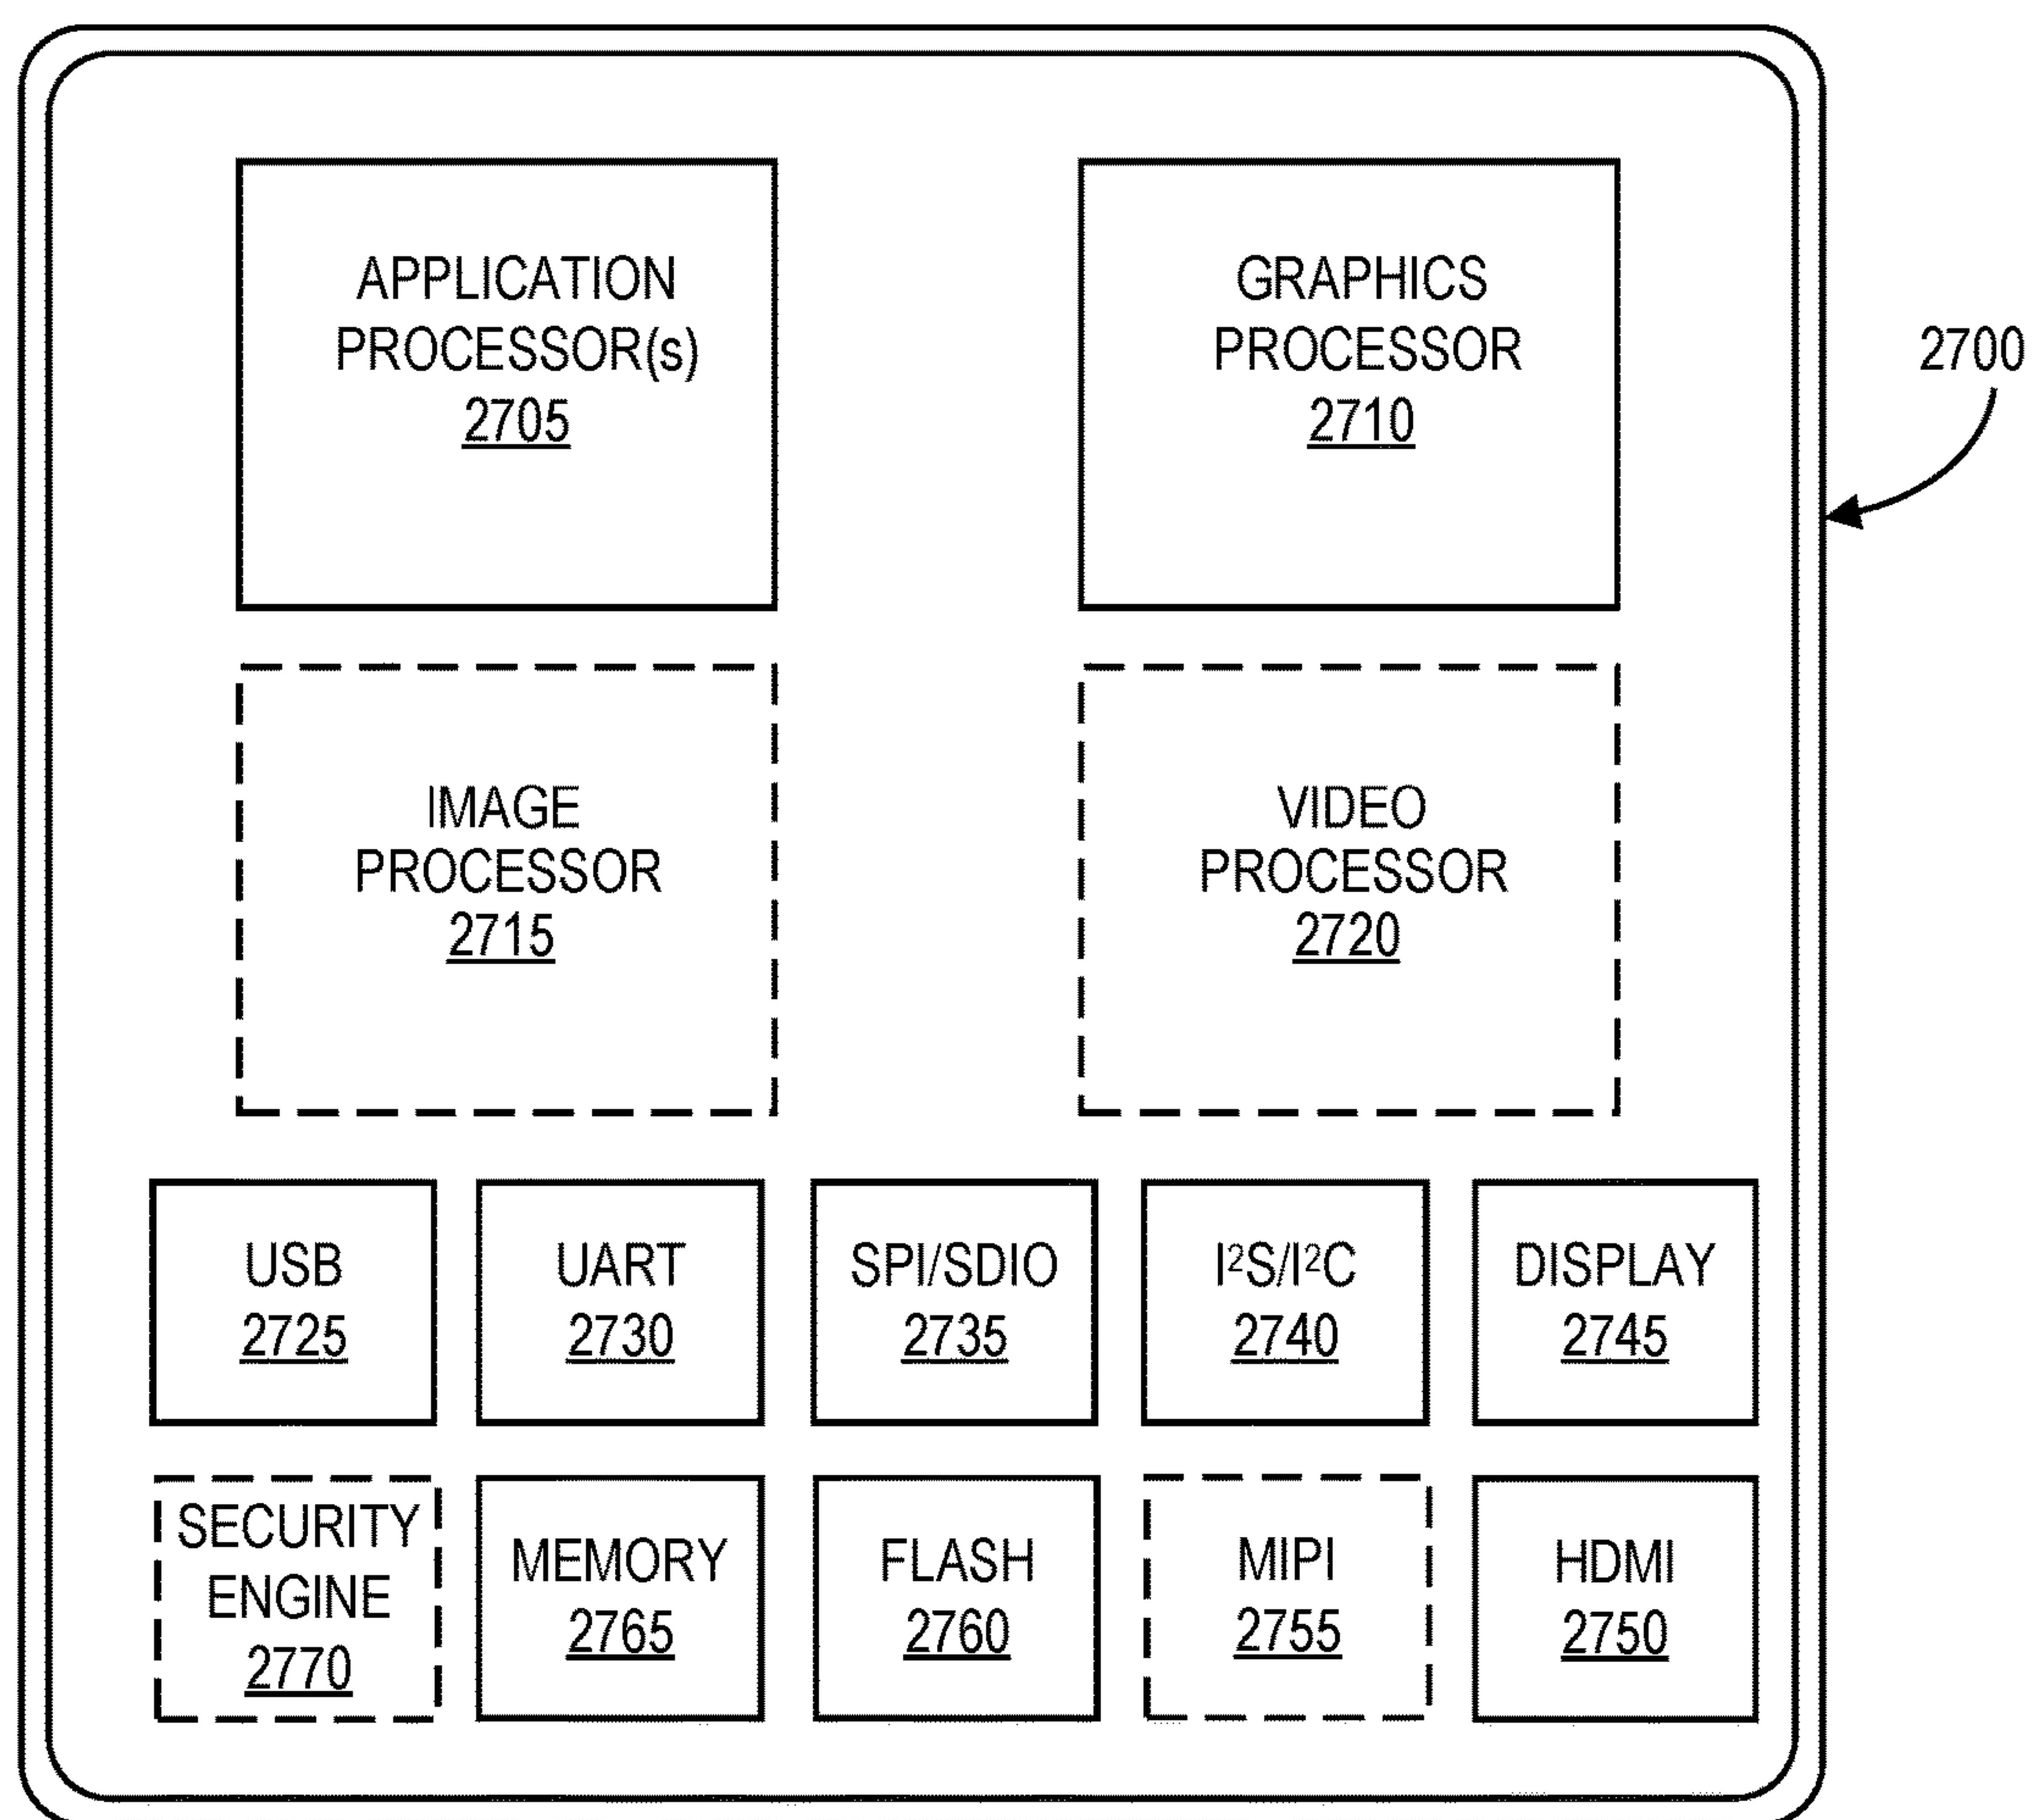 APPLICATION
PROCESSOR(s)
2705
GRAPHICS
PROCESSOR
2710
2700
IMAGE
PROCESSOR
2715
VIDEO
PROCESSOR
2720
USB
2725
UART
2730
SPI/SDIO
2735
I²S/I²C
2740
DISPLAY
2745
SECURITY
ENGINE
2770
MEMORY
2765
FLASH
2760
MIPI
2755
HDMI
2750